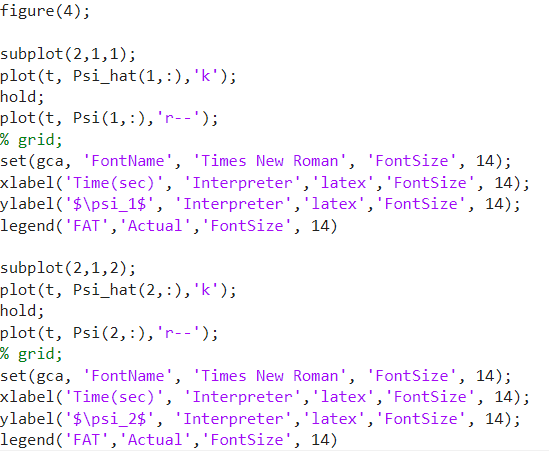 figure(4);
subplot(2,1,1);
plot(t, Psi_hat(1,:),'k');
hold;
plot(t, Psi(1,:),'r--');
% grid;
set(gca, 'FontName', 'Times New Roman', 'FontSize', 14);
xlabel('Time(sec)', 'Interpreter','latex','FontSize', 14);
ylabel('$\psi_1$', 'Interpreter','latex','FontSize', 14);
legend('FAT','Actual','FontSize', 14)
subplot(2,1,2);
plot(t, Psi_hat(2,:),'k');
hold;
plot(t, Psi(2,:),'r--');
% grid;
set(gca, 'FontName', 'Times New Roman', 'FontSize', 14);
xlabel('Time(sec)', 'Interpreter','latex','FontSize', 14);
ylabel('$\psi_2$', 'Interpreter','latex','FontSize', 14);
legend('FAT','Actual','FontSize', 14)